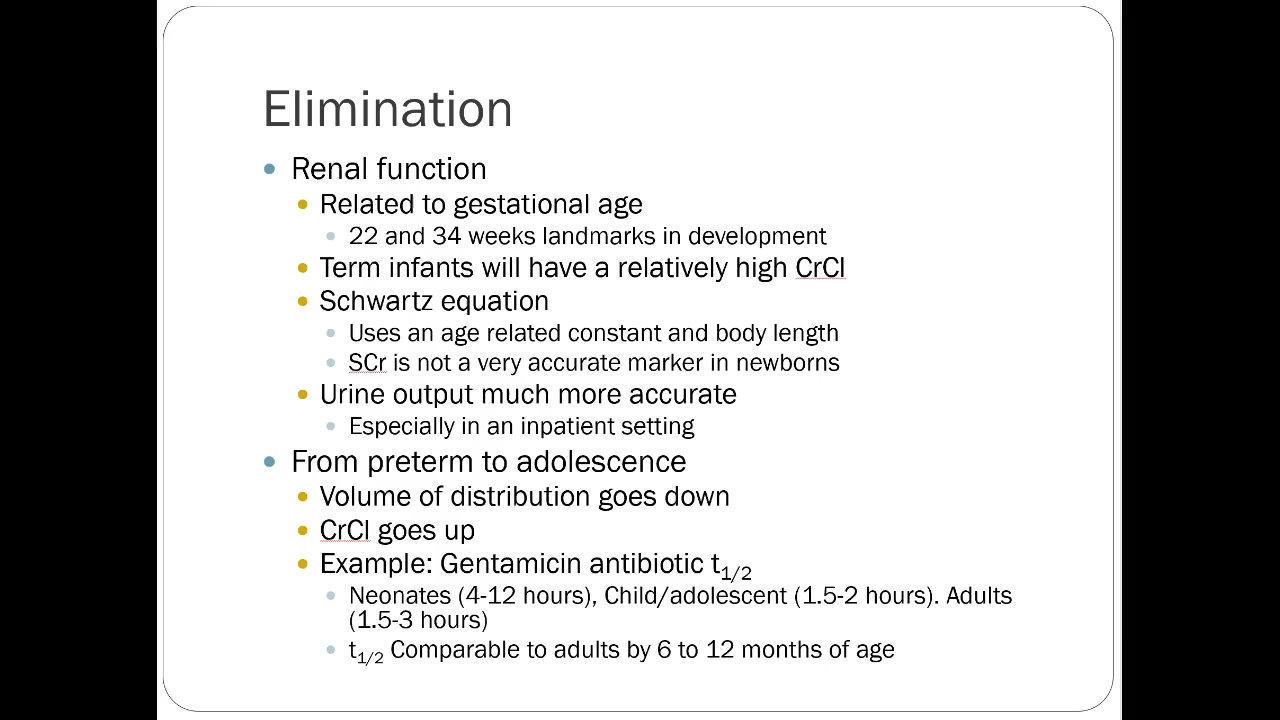 Elimination
Renal function
Related to gestational age
22 and 34 weeks landmarks in development
Term infants will have a relatively high CrCl
Schwartz equation
Uses an age related constant and body length
SCr is not a very accurate marker in newborns
Urine output much more accurate
Especially in an inpatient setting
From preterm to adolescence
Volume of distribution goes down
CrCl goes up
Example: Gentamicin antibiotic t1/2
Neonates (4-12 hours), Child/adolescent (1.5-2 hours). Adults
(1.5-3 hours)
t1/2 Comparable to adults by 6 to 12 months of age